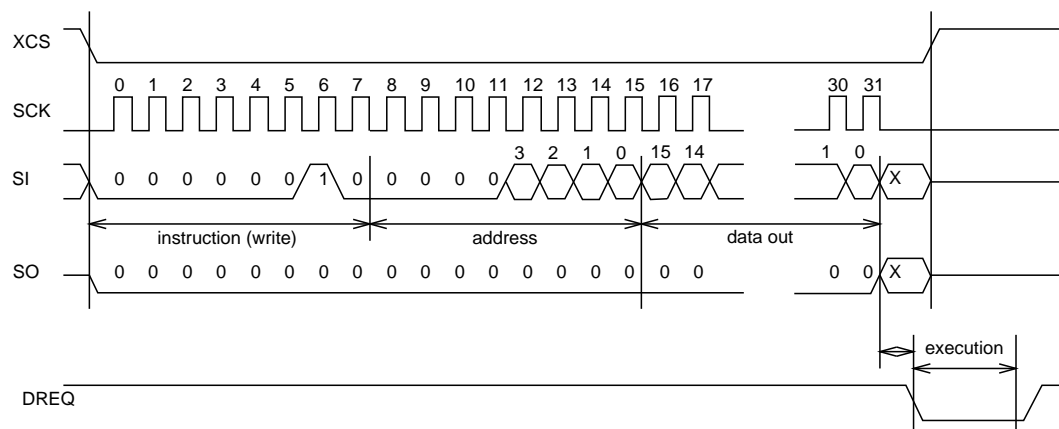 XCS
0 1 2 3 4 5 6 7 8 9 10 11 12 13 14 15 16 17 30 31
SCK
3 2 1 0 15 14 1 0
SI 0 0 0 0 0 0 1 0 0 0 0 0 X
instruction (write) address data out
SO 0 0 0 0 0 0 0 0 0 0 0 0 0 0 0 0 0 0 0 0 X
execution
DREQ